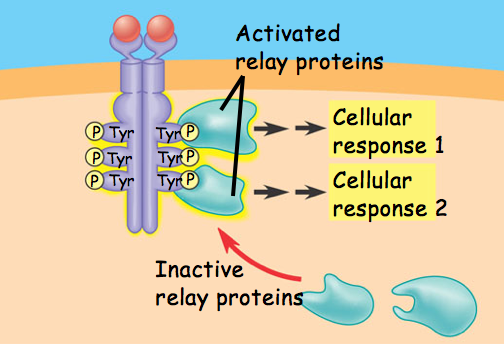 Activated
relay proteins
P Tyr Tyr P
Cellular
response 1
P Tyr Tyr P
P Tyr Tyr P
Cellular
response 2
Inactive
relay proteins